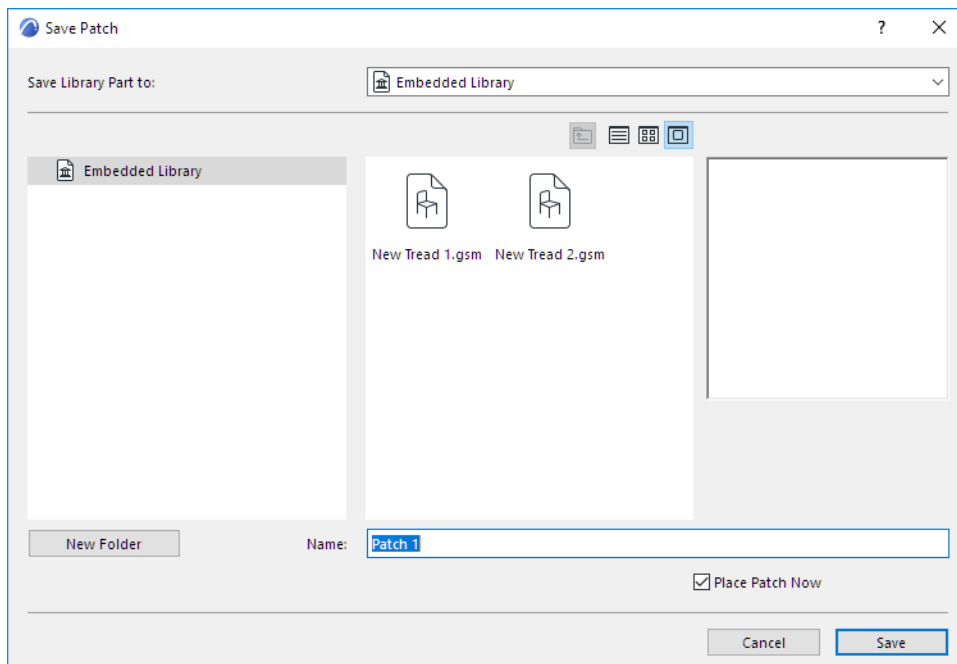 Save Patch
?
Save Library Part to:
Embedded Library
Embedded Library
New Tread 1.gsm
New Tread 2.gsm
New Folder
Name:
Patch 1
Place Patch Now
Cancel
Save